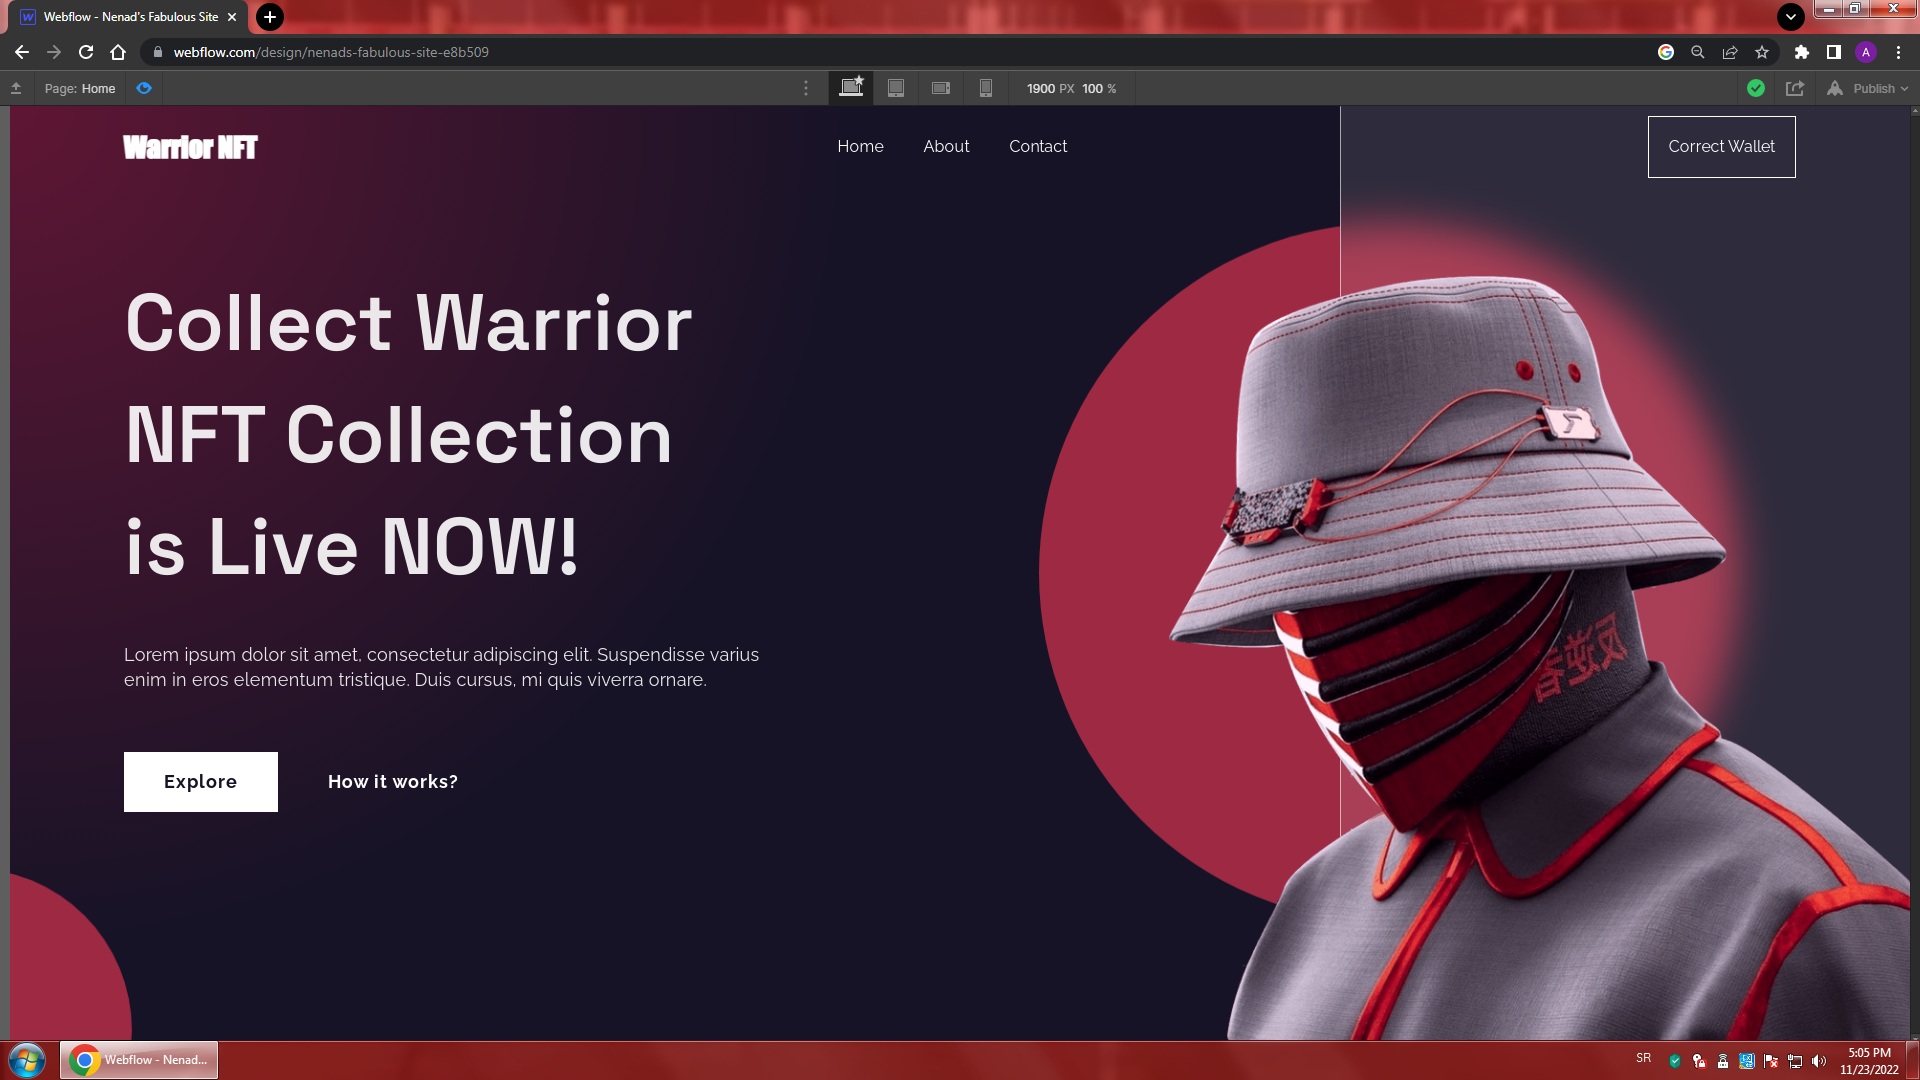 Webflow - Nenad's Fabulous Site
webflow.com/design/nenads-fabulous-site-e8b509
A
Page: Home
1900 PX 100 %
Publish
Warrior NFT
Home About Contact
Correct Wallet
Collect Warrior
NFT Collection
is Live NOW!
Lorem ipsum dolor sit amet, consectetur adipiscing elit. Suspendisse varius
enim in eros elementum tristique. Duis cursus, mi quis viverra ornare.
Explore
How it works?
反逆者
Webflow - Nenad...
SR
5:05 PM
11/23/2022